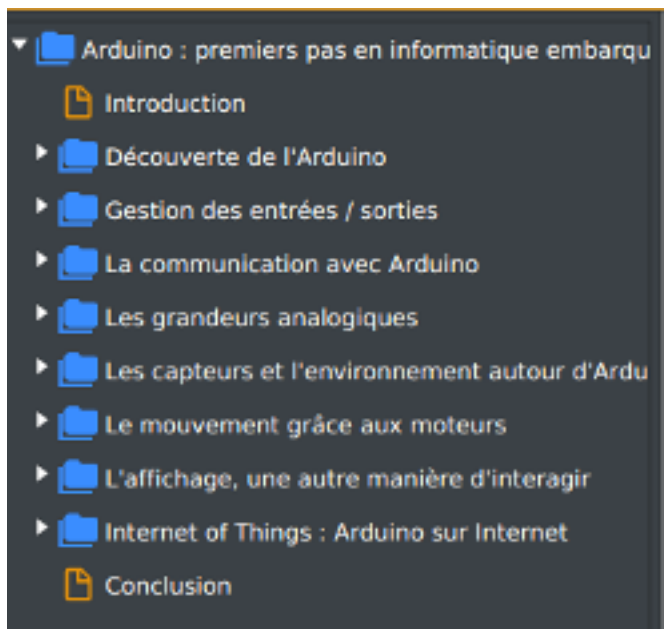 Arduino : premiers pas en informatique embarqu
Introduction
Découverte de l'Arduino
Gestion des entrées / sorties
La communication avec Arduino
Les grandeurs analogiques
Les capteurs et l'environnement autour d'Ardu
Le mouvement grâce aux moteurs
L'affichage, une autre manière d'interagir
Internet of Things : Arduino sur Internet
Conclusion